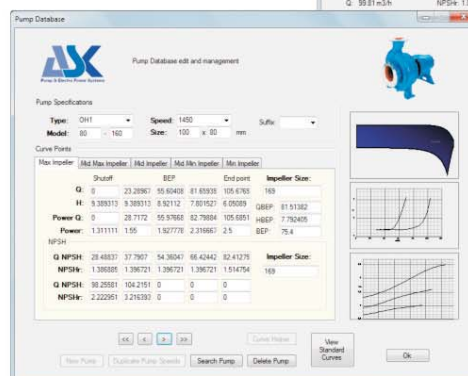 Q: 99.81 m3/h NPSHr: 1.
Pump Database
ASK
Pump & Electro Power Systems
Pump Database edit and management
Pump Specifications
Type: OH1 Speed: 1450 Suffix:
Model: 80 - 160 Size: 100 x 80 mm
Curve Points
Max Impeller Mid Max Impeller Mid Impeller Mid Min Impeller Min Impeller
Shutoff BEP End point Impeller Size:
Q: 0 23.28967 55.60408 81.65938 105.6765 169
H: 9.389313 9.389313 8.92112 7.801527 6.05089 QBEP: 81.51382
Power Q: 0 28.7172 55.97668 82.79884 105.6851 HBEP: 7.792405
Power: 1.311111 1.55 1.927778 2.316667 2.5 BEP: 75.4
NPSH
Q NPSH: 28.48837 37.7907 54.36047 66.42442 82.41279 Impeller Size:
NPSHr: 1.386885 1.396721 1.396721 1.396721 1.514754 169
Q NPSH: 98.25581 104.2151 0 0 0
NPSHr: 2.222951 3.216393 0 0 0
<< < > >> Curve Helper
View Standard Curves
New Pump Duplicate Pump Speeds Search Pump Delete Pump Ok